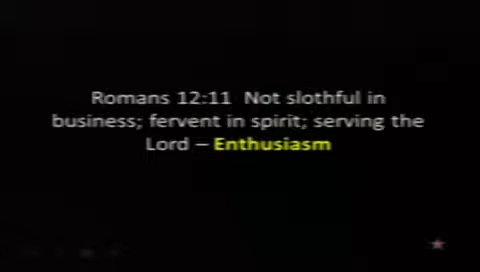 Romans 12:11 Not slothful in
business; fervent in spirit; serving the
Lord – Enthusiasm